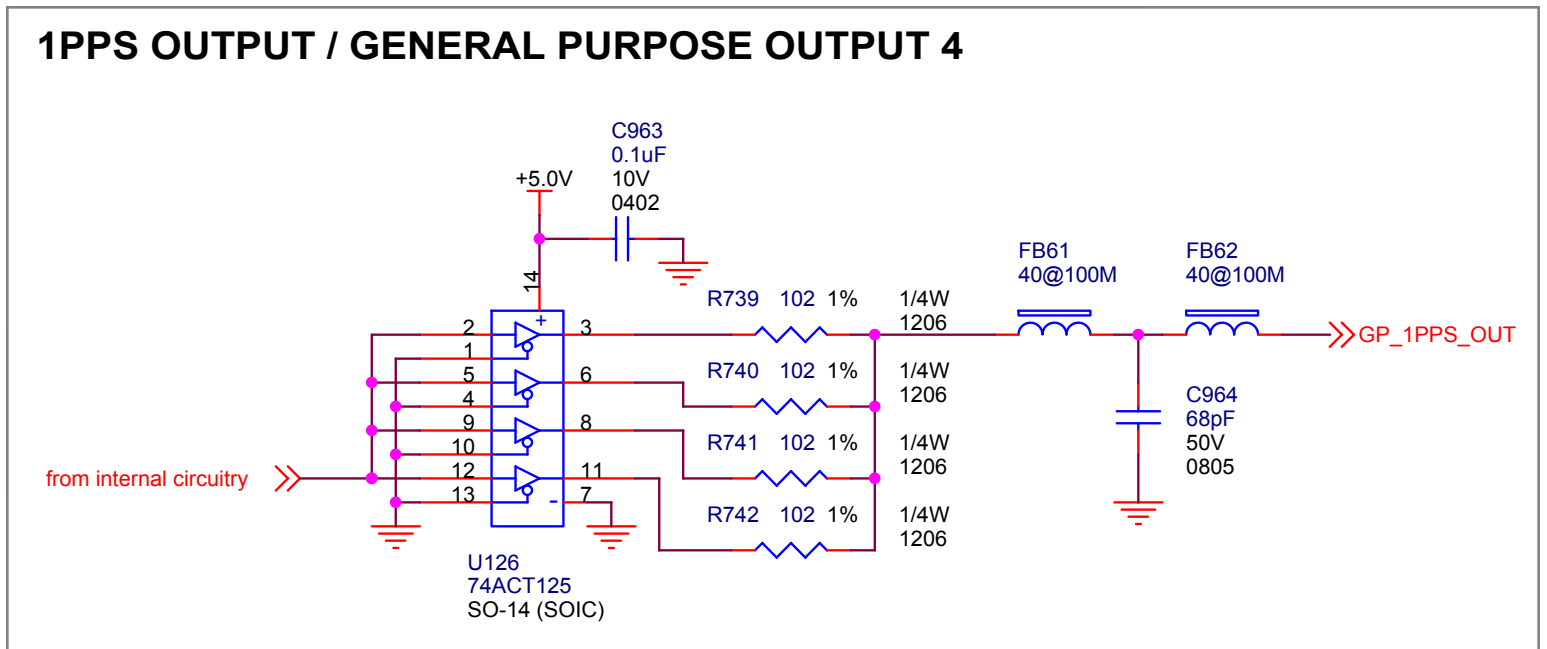 1PPS OUTPUT / GENERAL PURPOSE OUTPUT 4
C963
0.1uF
10V
0402
+5.0V
14
+
2
3
1
5
6
4
9
8
10
12
11
13
-
7
from internal circuitry
U126
74ACT125
SO-14 (SOIC)
R739 102 1% 1/4W
1206
R740 102 1% 1/4W
1206
R741 102 1% 1/4W
1206
R742 102 1% 1/4W
1206
FB61
40@100M
FB62
40@100M
GP_1PPS_OUT
C964
68pF
50V
0805